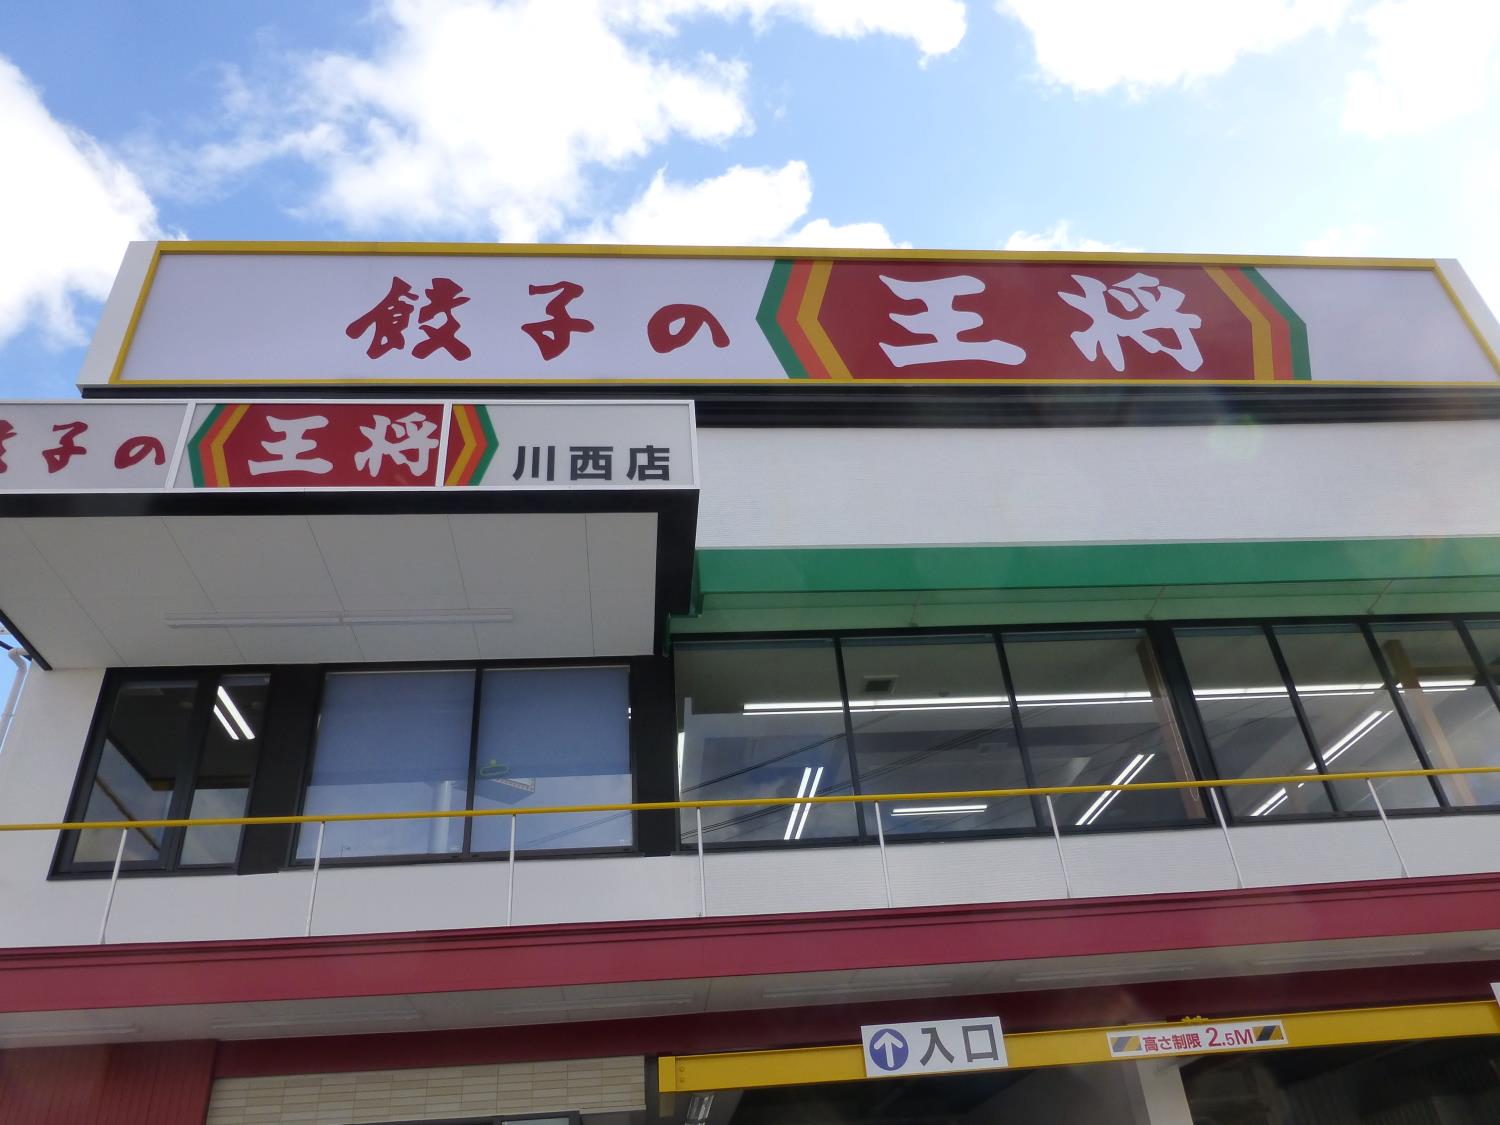 餃子の王将
子の王将 川西店
入口
高さ制限 2.5M